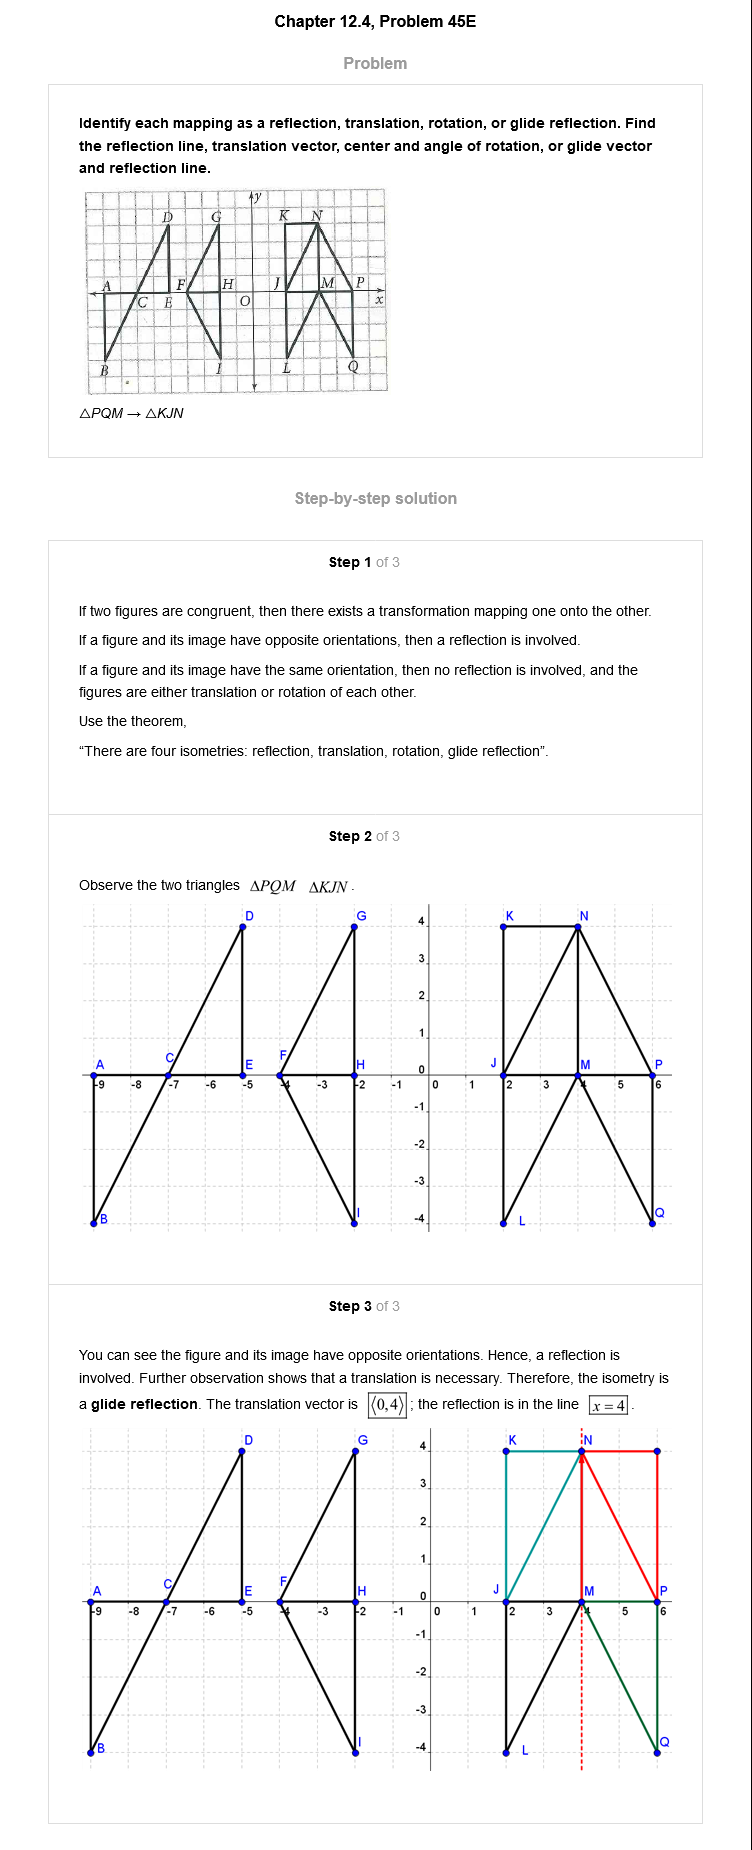 Chapter 12.4, Problem 45E
Problem
Identify each mapping as a reflection, translation, rotation, or glide reflection. Find
the reflection line, translation vector, center and angle of rotation, or glide vector
and reflection line.
y
D G K N
A F H J M P
C E O x
B I L Q
△PQM → △KJN
Step-by-step solution
Step 1 of 3
If two figures are congruent, then there exists a transformation mapping one onto the other.
If a figure and its image have opposite orientations, then a reflection is involved.
If a figure and its image have the same orientation, then no reflection is involved, and the
figures are either translation or rotation of each other.
Use the theorem,
“There are four isometries: reflection, translation, rotation, glide reflection”.
Step 2 of 3
Observe the two triangles ΔPQM ΔKJN .
D G 4 K N
3
2
1
A C E F H 0 J M P
-9 -8 -7 -6 -5 -4 -3 -2 -1 0 1 2 3 4 5 6
-1
-2
-3
B I -4 L Q
Step 3 of 3
You can see the figure and its image have opposite orientations. Hence, a reflection is
involved. Further observation shows that a translation is necessary. Therefore, the isometry is
a glide reflection. The translation vector is ⟨0,4⟩ ; the reflection is in the line x = 4 .
D G 4 K N
3
2
1
A C E F H 0 J M P
-9 -8 -7 -6 -5 -4 -3 -2 -1 0 1 2 3 4 5 6
-1
-2
-3
B I -4 L Q